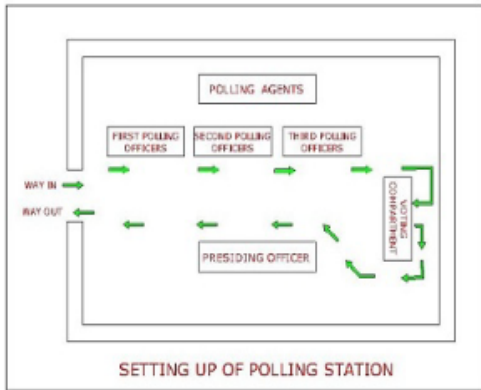 POLLING AGENTS
FIRST POLLING
OFFICERS
SECOND POLLING
OFFICERS
THIRD POLLING
OFFICERS
WAY IN
WAY OUT
VOTING
COMPARTMENT
PRESIDING OFFICER
SETTING UP OF POLLING STATION